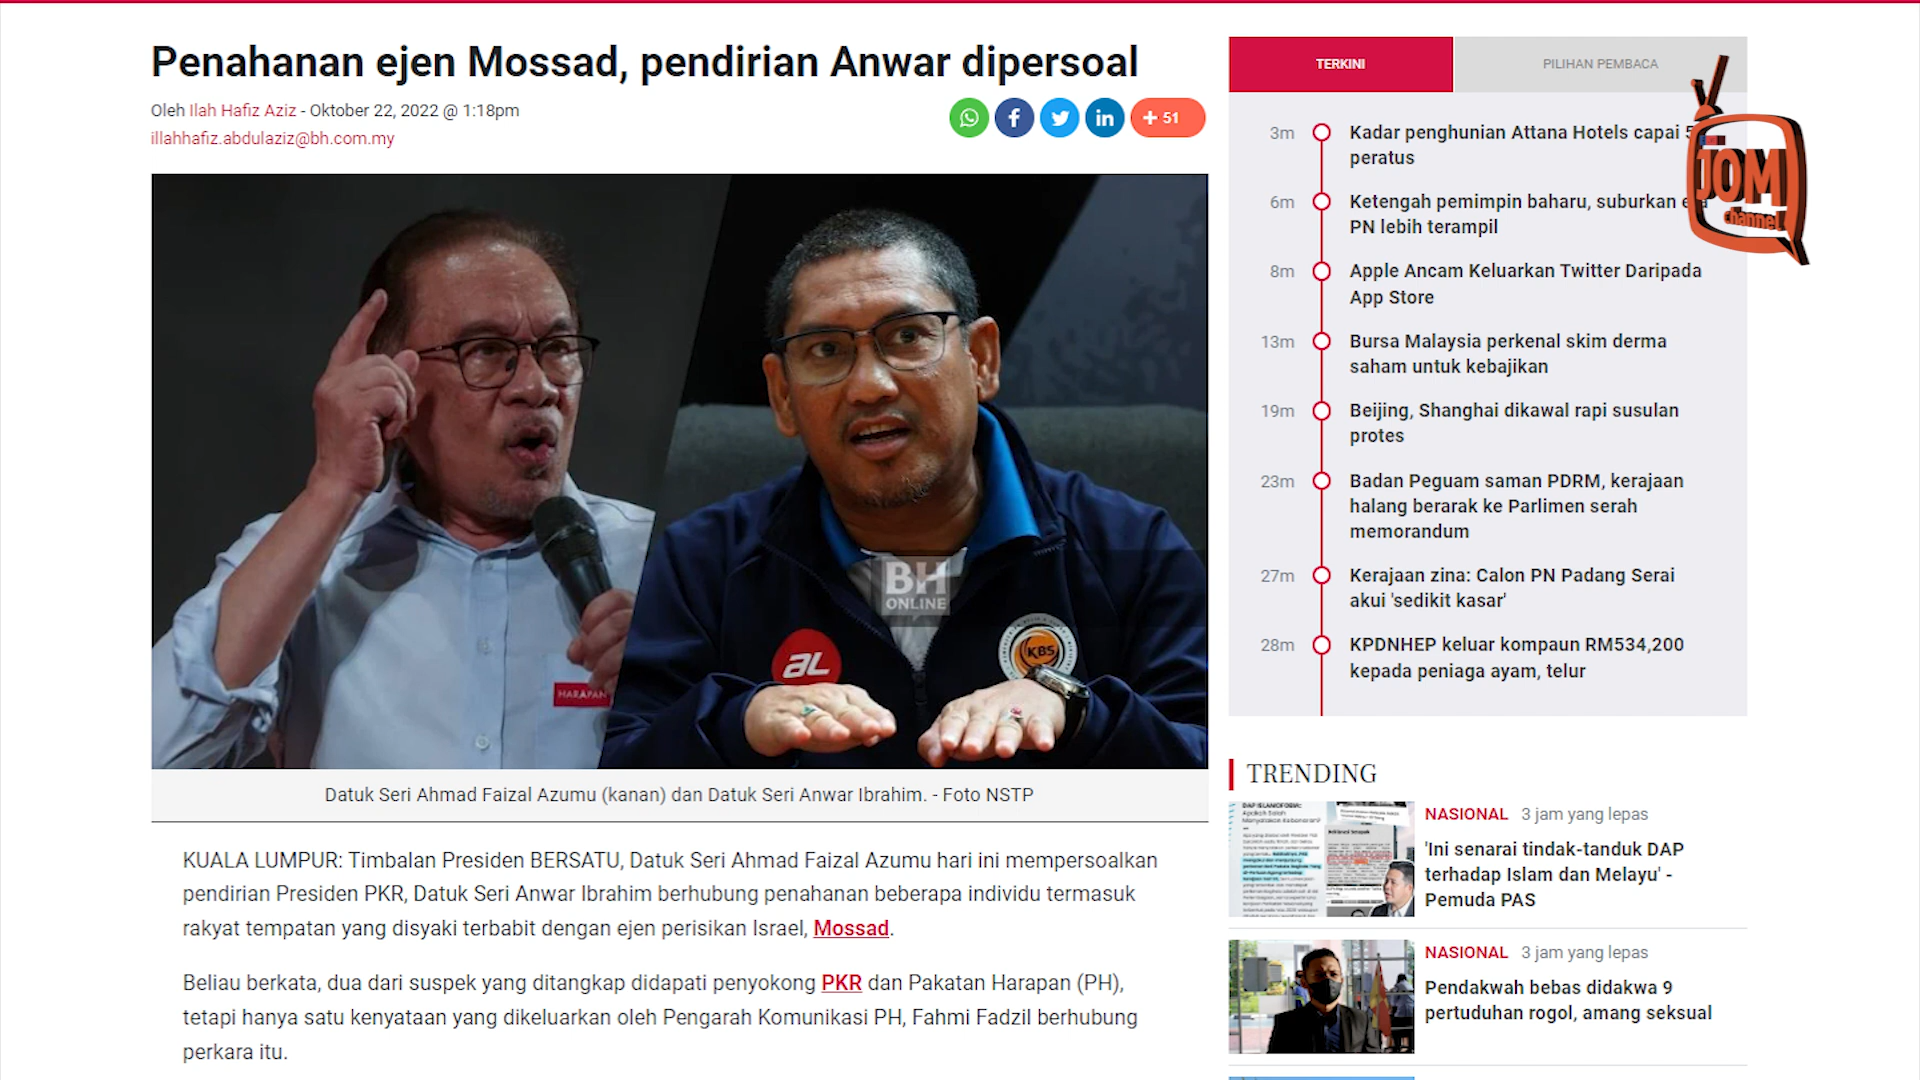 Penahanan ejen Mossad, pendirian Anwar dipersoal
Oleh Ilah Hafiz Aziz - Oktober 22, 2022 @ 1:18pm
illahhafiz.abdulaziz@bh.com.my
+ 51
BH
ONLINE
aL
KBS
HARAPAN
Datuk Seri Ahmad Faizal Azumu (kanan) dan Datuk Seri Anwar Ibrahim. - Foto NSTP
KUALA LUMPUR: Timbalan Presiden BERSATU, Datuk Seri Ahmad Faizal Azumu hari ini mempersoalkan
pendirian Presiden PKR, Datuk Seri Anwar Ibrahim berhubung penahanan beberapa individu termasuk
rakyat tempatan yang disyaki terbabit dengan ejen perisikan Israel, Mossad.
Beliau berkata, dua dari suspek yang ditangkap didapati penyokong PKR dan Pakatan Harapan (PH),
tetapi hanya satu kenyataan yang dikeluarkan oleh Pengarah Komunikasi PH, Fahmi Fadzil berhubung
perkara itu.
TERKINI
PILIHAN PEMBACA
JOM
channel
3m
Kadar penghunian Attana Hotels capai
peratus
6m
Ketengah pemimpin baharu, suburkan
PN lebih terampil
8m
Apple Ancam Keluarkan Twitter Daripada
App Store
13m
Bursa Malaysia perkenal skim derma
saham untuk kebajikan
19m
Beijing, Shanghai dikawal rapi susulan
protes
23m
Badan Peguam saman PDRM, kerajaan
halang berarak ke Parlimen serah
memorandum
27m
Kerajaan zina: Calon PN Padang Serai
akui 'sedikit kasar'
28m
KPDNHEP keluar kompaun RM534,200
kepada peniaga ayam, telur
TRENDING
NASIONAL 3 jam yang lepas
'Ini senarai tindak-tanduk DAP
terhadap Islam dan Melayu' -
Pemuda PAS
NASIONAL 3 jam yang lepas
Pendakwah bebas didakwa 9
pertuduhan rogol, amang seksual